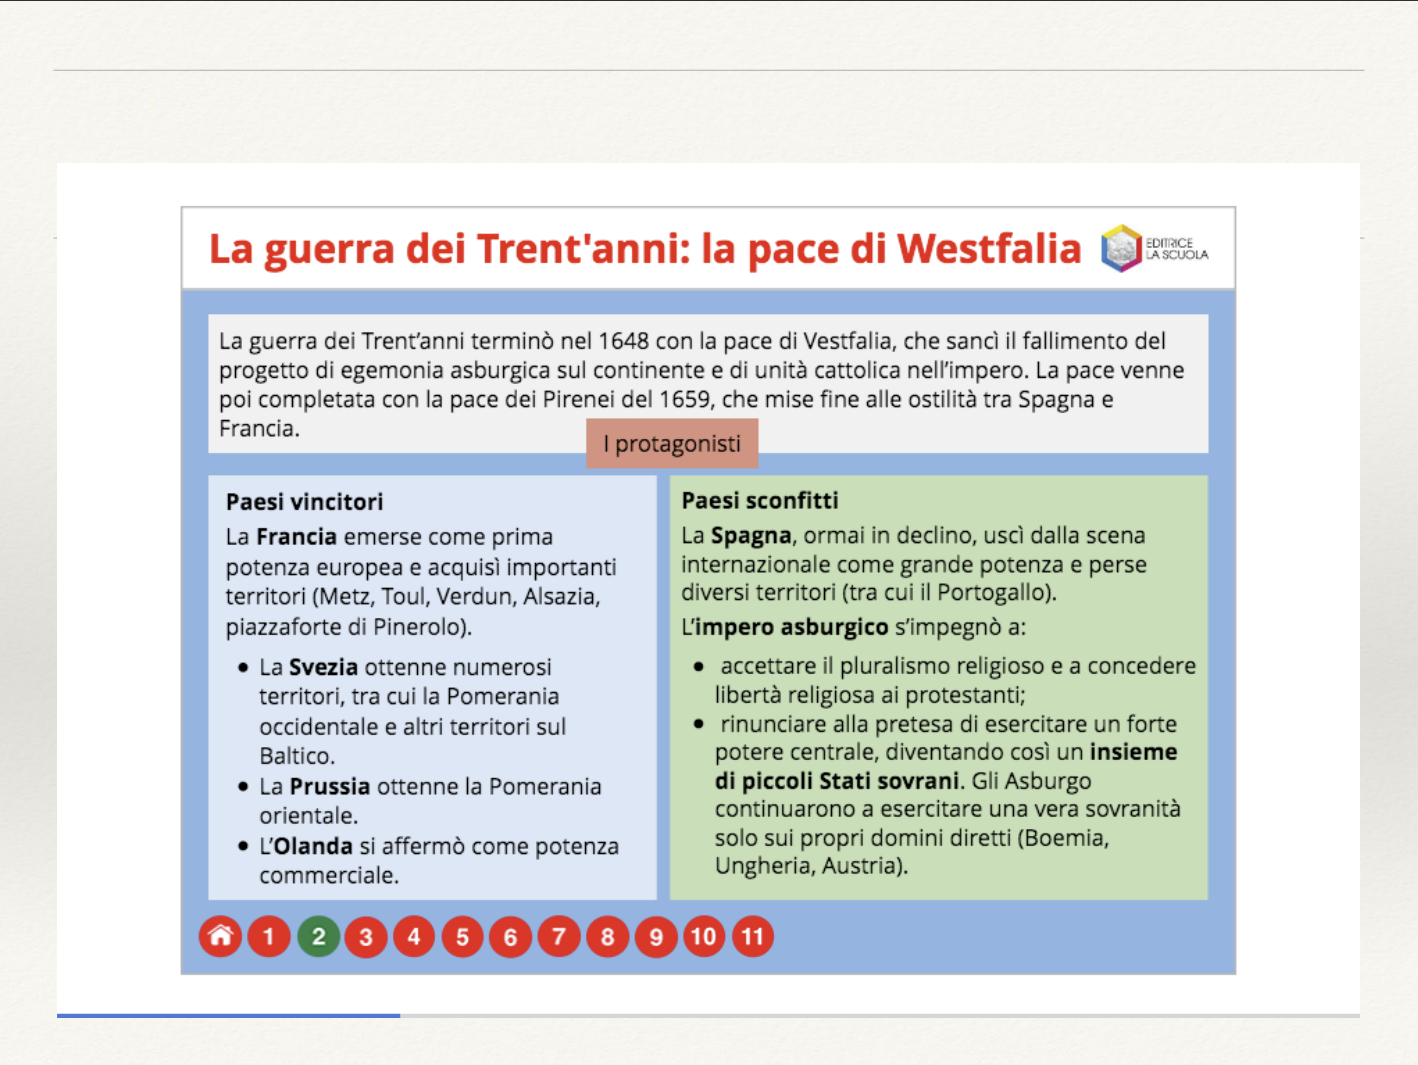 La guerra dei Trent'anni: la pace di Westfalia
EDITRICE
LA SCUOLA
La guerra dei Trent’anni terminò nel 1648 con la pace di Vestfalia, che sancì il fallimento del
progetto di egemonia asburgica sul continente e di unità cattolica nell’impero. La pace venne
poi completata con la pace dei Pirenei del 1659, che mise fine alle ostilità tra Spagna e
Francia.
I protagonisti
Paesi vincitori
La Francia emerse come prima
potenza europea e acquisì importanti
territori (Metz, Toul, Verdun, Alsazia,
piazzaforte di Pinerolo).
• La Svezia ottenne numerosi
territori, tra cui la Pomerania
occidentale e altri territori sul
Baltico.
• La Prussia ottenne la Pomerania
orientale.
• L’Olanda si affermò come potenza
commerciale.
Paesi sconfitti
La Spagna, ormai in declino, uscì dalla scena
internazionale come grande potenza e perse
diversi territori (tra cui il Portogallo).
L’impero asburgico s’impegnò a:
• accettare il pluralismo religioso e a concedere
libertà religiosa ai protestanti;
• rinunciare alla pretesa di esercitare un forte
potere centrale, diventando così un insieme
di piccoli Stati sovrani. Gli Asburgo
continuarono a esercitare una vera sovranità
solo sui propri domini diretti (Boemia,
Ungheria, Austria).
1 2 3 4 5 6 7 8 9 10 11